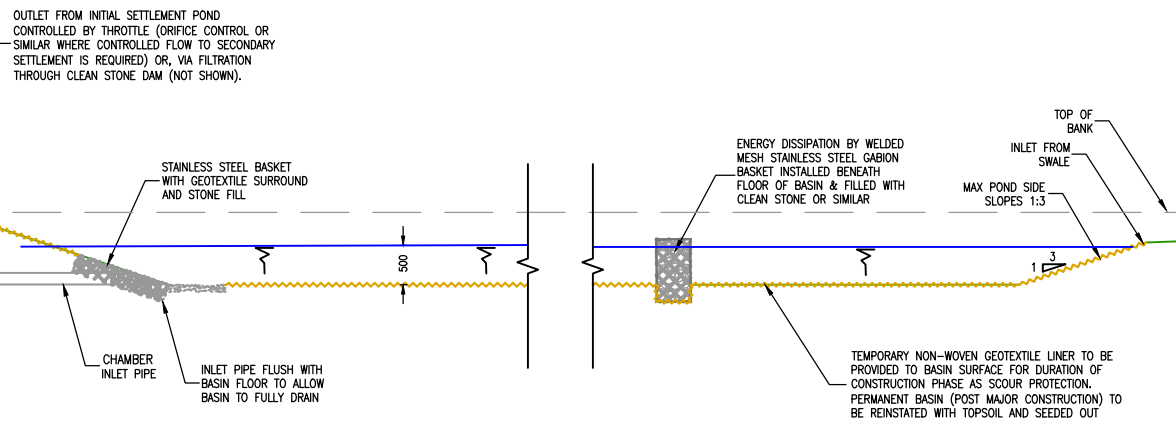 OUTLET FROM INITIAL SETTLEMENT POND
CONTROLLED BY THROTTLE (ORIFICE CONTROL OR
SIMILAR WHERE CONTROLLED FLOW TO SECONDARY
SETTLEMENT IS REQUIRED) OR, VIA FILTRATION
THROUGH CLEAN STONE DAM (NOT SHOWN).
STAINLESS STEEL BASKET
WITH GEOTEXTILE SURROUND
AND STONE FILL
ENERGY DISSIPATION BY WELDED
MESH STAINLESS STEEL GABION
BASKET INSTALLED BENEATH
FLOOR OF BASIN & FILLED WITH
CLEAN STONE OR SIMILAR
TOP OF
BANK
INLET FROM
SWALE
MAX POND SIDE
SLOPES 1:3
500
3
1
CHAMBER
INLET PIPE
INLET PIPE FLUSH WITH
BASIN FLOOR TO ALLOW
BASIN TO FULLY DRAIN
TEMPORARY NON-WOVEN GEOTEXTILE LINER TO BE
PROVIDED TO BASIN SURFACE FOR DURATION OF
CONSTRUCTION PHASE AS SCOUR PROTECTION.
PERMANENT BASIN (POST MAJOR CONSTRUCTION) TO
BE REINSTATED WITH TOPSOIL AND SEEDED OUT